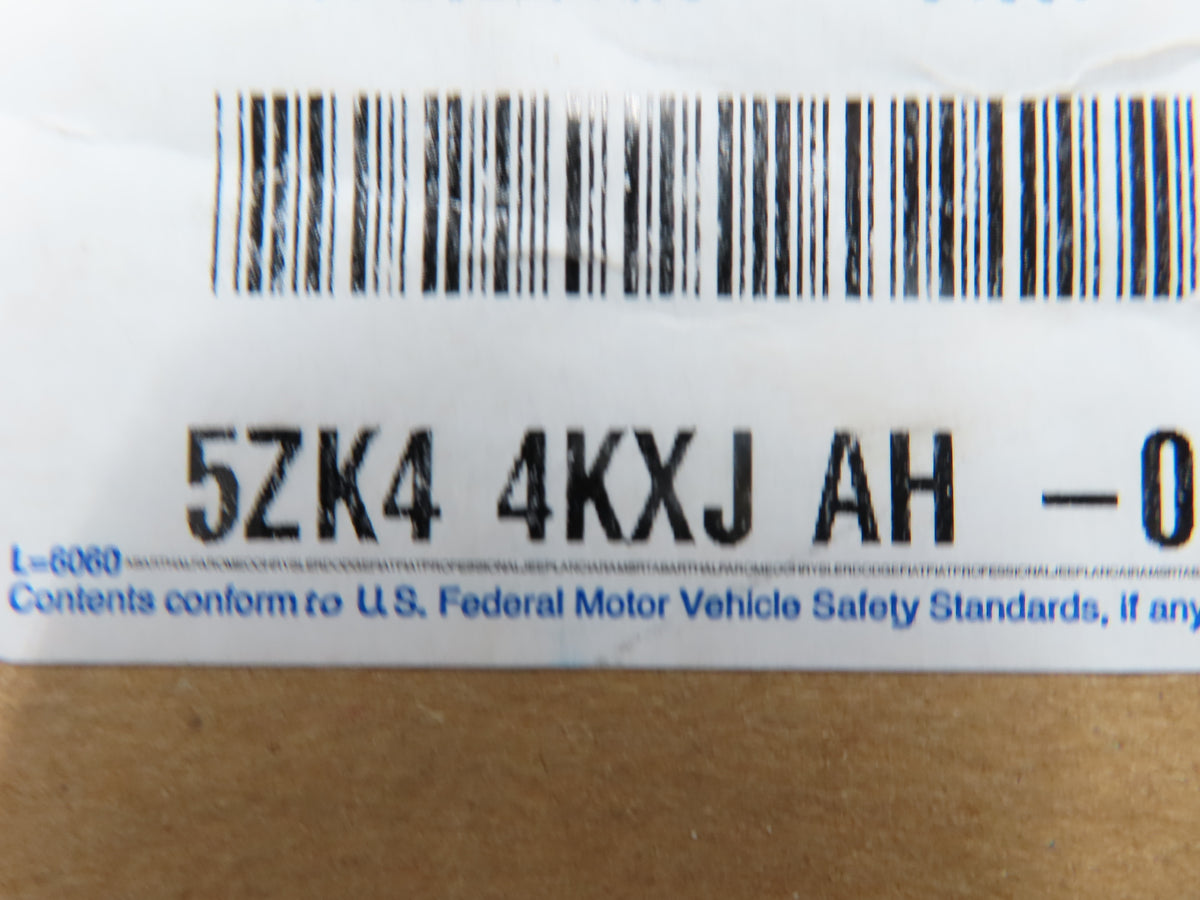 5ZK4 4KXJ AH -0
L-6060
Contents conform to U.S. Federal Motor Vehicle Safety Standards, if any